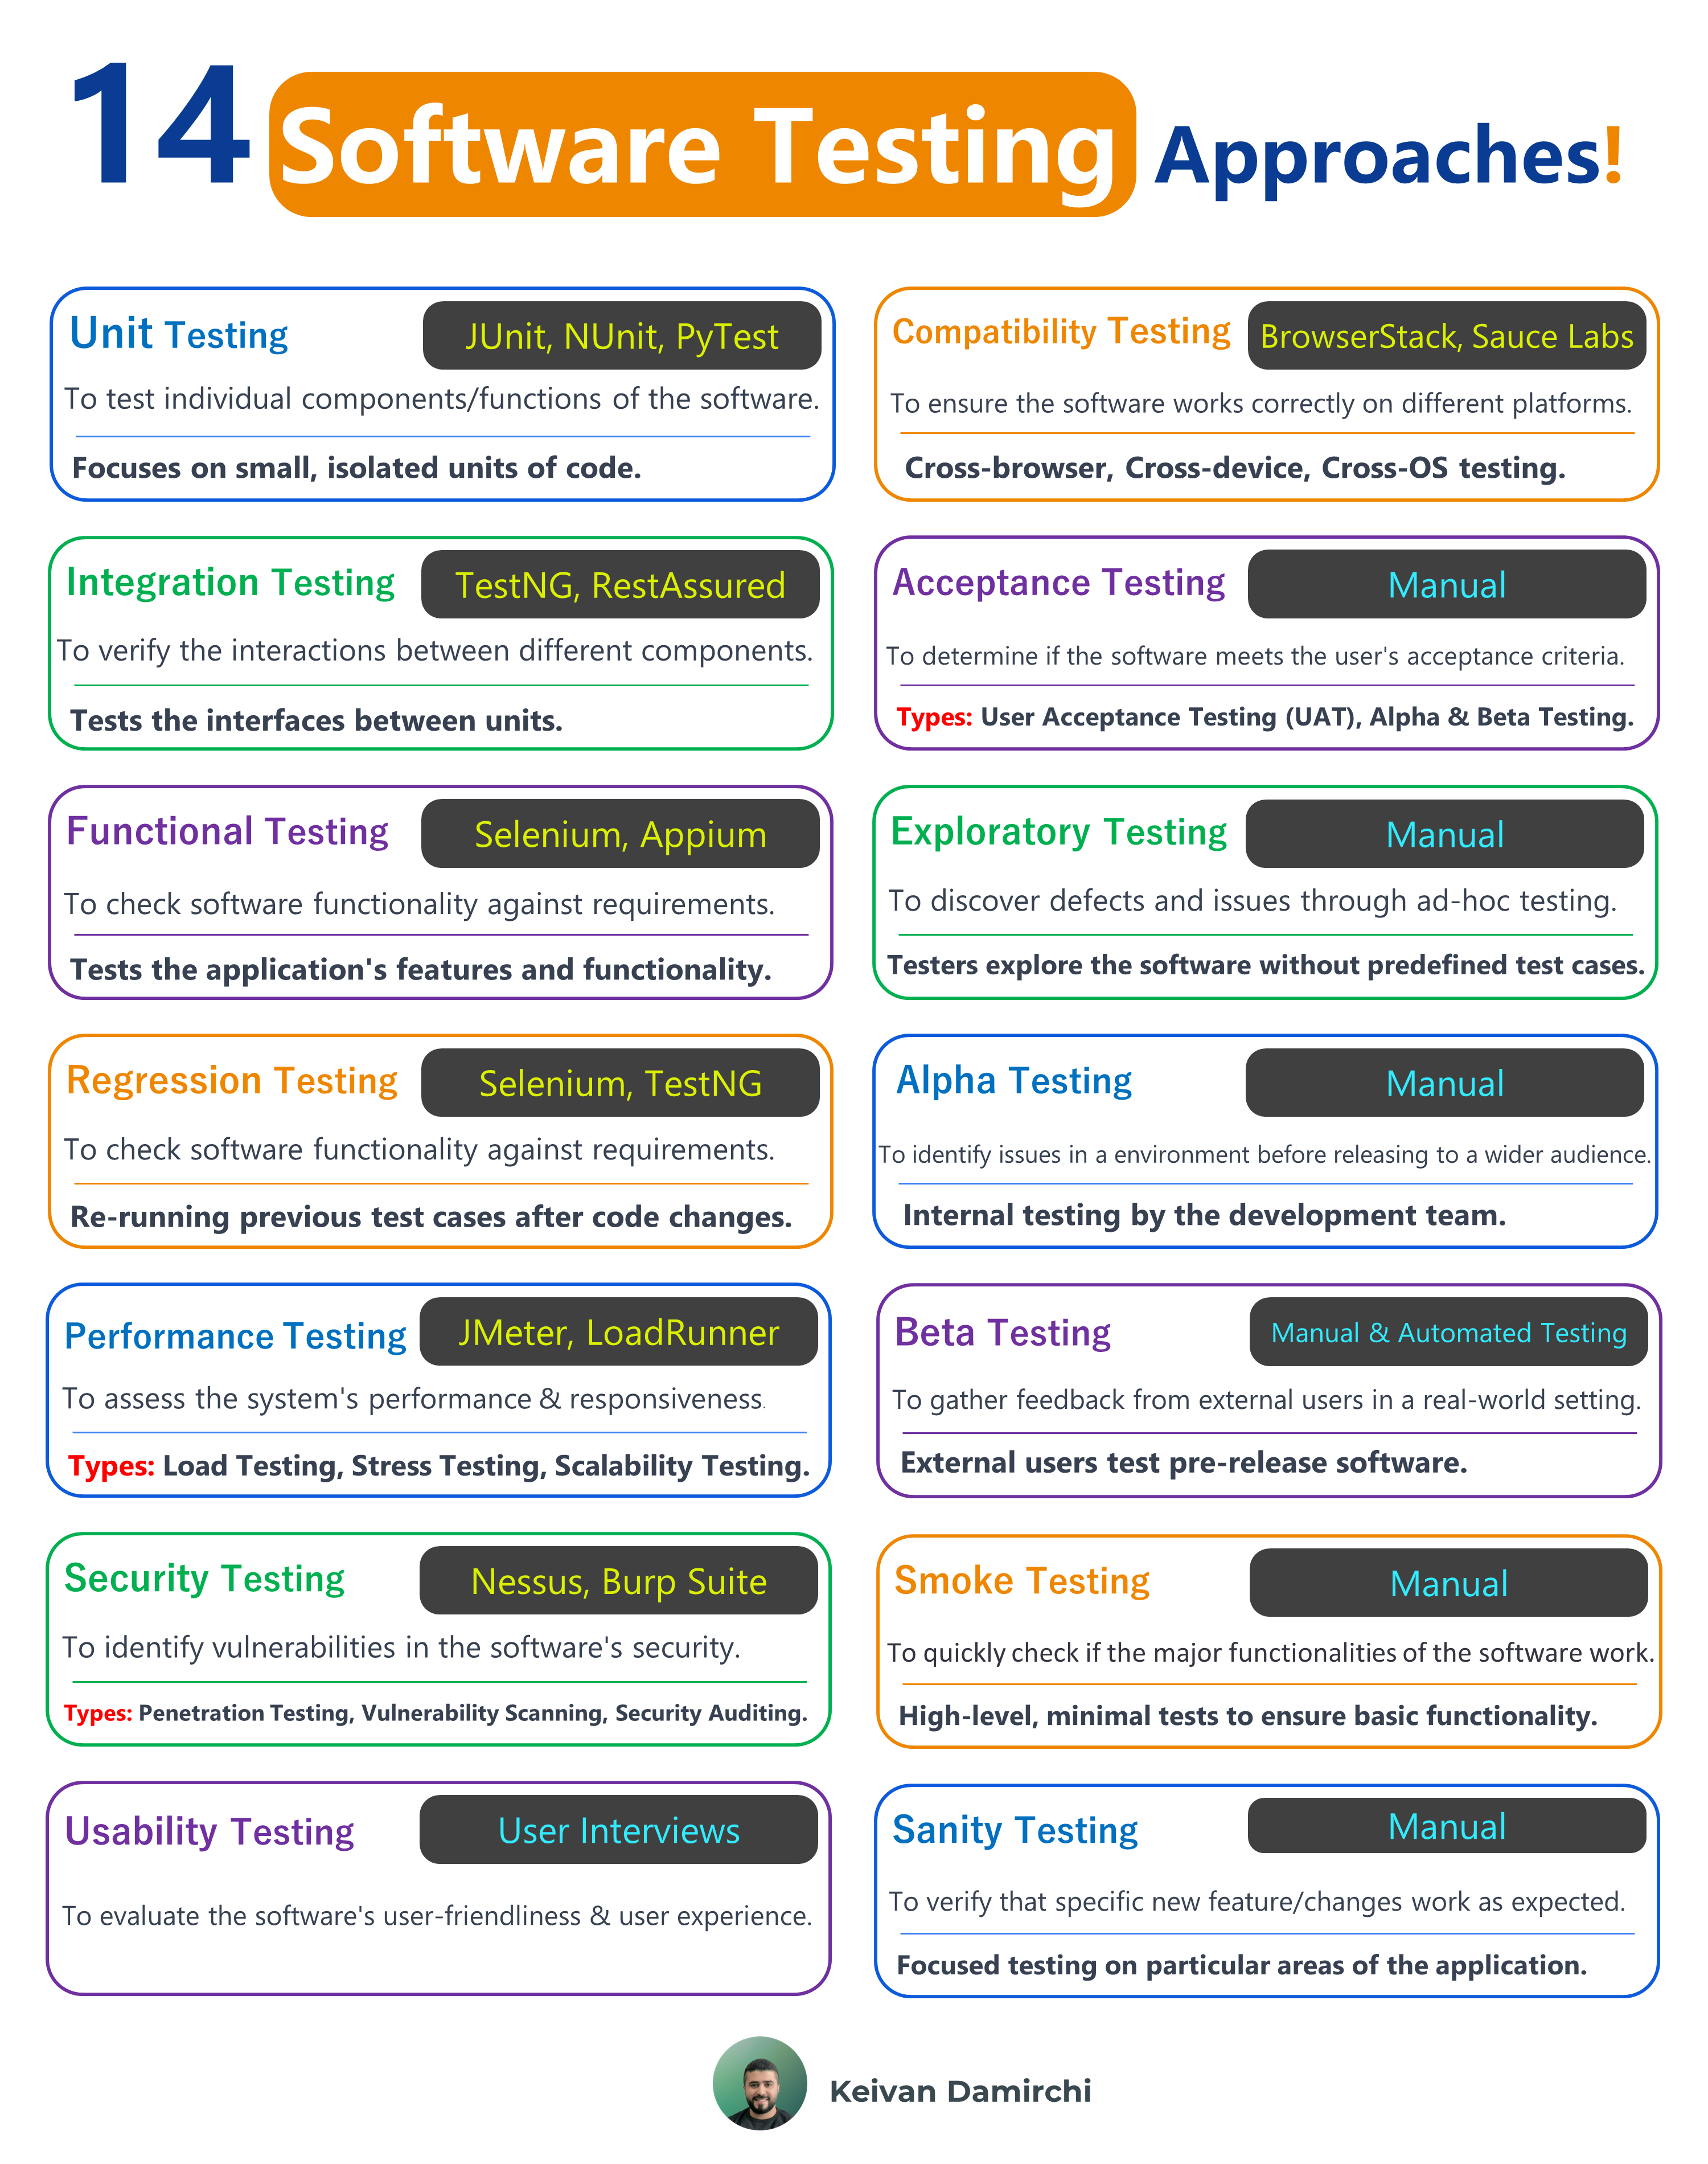 14 Software Testing Approaches!
Unit Testing
JUnit, NUnit, PyTest
To test individual components/functions of the software.
Focuses on small, isolated units of code.
Integration Testing
TestNG, RestAssured
To verify the interactions between different components.
Tests the interfaces between units.
Functional Testing
Selenium, Appium
To check software functionality against requirements.
Tests the application's features and functionality.
Regression Testing
Selenium, TestNG
To check software functionality against requirements.
Re-running previous test cases after code changes.
Performance Testing
JMeter, LoadRunner
To assess the system's performance & responsiveness.
Types: Load Testing, Stress Testing, Scalability Testing.
Security Testing
Nessus, Burp Suite
To identify vulnerabilities in the software's security.
Types: Penetration Testing, Vulnerability Scanning, Security Auditing.
Usability Testing
User Interviews
To evaluate the software's user-friendliness & user experience.
Compatibility Testing
BrowserStack, Sauce Labs
To ensure the software works correctly on different platforms.
Cross-browser, Cross-device, Cross-OS testing.
Acceptance Testing
Manual
To determine if the software meets the user's acceptance criteria.
Types: User Acceptance Testing (UAT), Alpha & Beta Testing.
Exploratory Testing
Manual
To discover defects and issues through ad-hoc testing.
Testers explore the software without predefined test cases.
Alpha Testing
Manual
To identify issues in a environment before releasing to a wider audience.
Internal testing by the development team.
Beta Testing
Manual & Automated Testing
To gather feedback from external users in a real-world setting.
External users test pre-release software.
Smoke Testing
Manual
To quickly check if the major functionalities of the software work.
High-level, minimal tests to ensure basic functionality.
Sanity Testing
Manual
To verify that specific new feature/changes work as expected.
Focused testing on particular areas of the application.
Keivan Damirchi